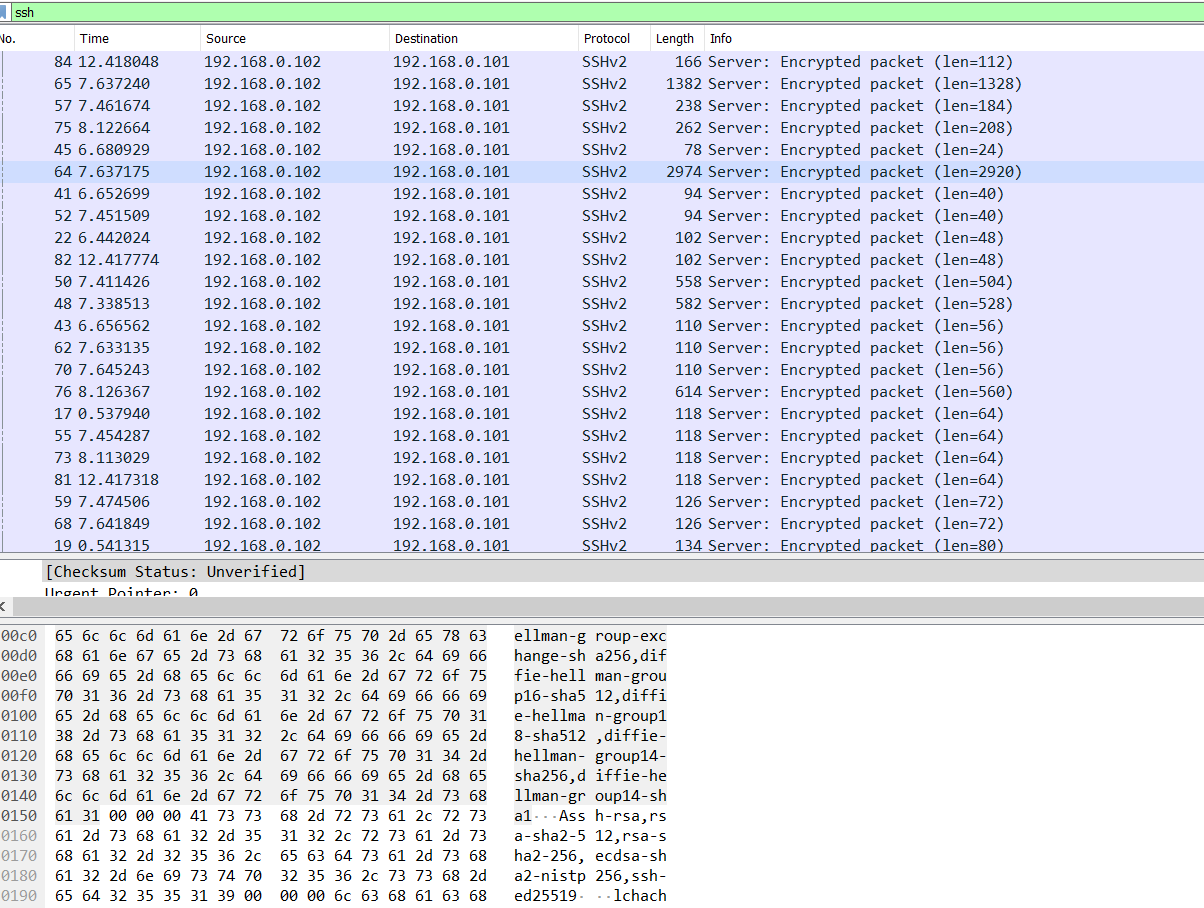 ssh
No. Time Source Destination Protocol Length Info
84 12.418048 192.168.0.102 192.168.0.101 SSHv2 166 Server: Encrypted packet (len=112)
65 7.637240 192.168.0.102 192.168.0.101 SSHv2 1382 Server: Encrypted packet (len=1328)
57 7.461674 192.168.0.102 192.168.0.101 SSHv2 238 Server: Encrypted packet (len=184)
75 8.122664 192.168.0.102 192.168.0.101 SSHv2 262 Server: Encrypted packet (len=208)
45 6.680929 192.168.0.102 192.168.0.101 SSHv2 78 Server: Encrypted packet (len=24)
64 7.637175 192.168.0.102 192.168.0.101 SSHv2 2974 Server: Encrypted packet (len=2920)
41 6.652699 192.168.0.102 192.168.0.101 SSHv2 94 Server: Encrypted packet (len=40)
52 7.451509 192.168.0.102 192.168.0.101 SSHv2 94 Server: Encrypted packet (len=40)
22 6.442024 192.168.0.102 192.168.0.101 SSHv2 102 Server: Encrypted packet (len=48)
82 12.417774 192.168.0.102 192.168.0.101 SSHv2 102 Server: Encrypted packet (len=48)
50 7.411426 192.168.0.102 192.168.0.101 SSHv2 558 Server: Encrypted packet (len=504)
48 7.338513 192.168.0.102 192.168.0.101 SSHv2 582 Server: Encrypted packet (len=528)
43 6.656562 192.168.0.102 192.168.0.101 SSHv2 110 Server: Encrypted packet (len=56)
62 7.633135 192.168.0.102 192.168.0.101 SSHv2 110 Server: Encrypted packet (len=56)
70 7.645243 192.168.0.102 192.168.0.101 SSHv2 110 Server: Encrypted packet (len=56)
76 8.126367 192.168.0.102 192.168.0.101 SSHv2 614 Server: Encrypted packet (len=560)
17 0.537940 192.168.0.102 192.168.0.101 SSHv2 118 Server: Encrypted packet (len=64)
55 7.454287 192.168.0.102 192.168.0.101 SSHv2 118 Server: Encrypted packet (len=64)
73 8.113029 192.168.0.102 192.168.0.101 SSHv2 118 Server: Encrypted packet (len=64)
81 12.417318 192.168.0.102 192.168.0.101 SSHv2 118 Server: Encrypted packet (len=64)
59 7.474506 192.168.0.102 192.168.0.101 SSHv2 126 Server: Encrypted packet (len=72)
68 7.641849 192.168.0.102 192.168.0.101 SSHv2 126 Server: Encrypted packet (len=72)
19 0.541315 192.168.0.102 192.168.0.101 SSHv2 134 Server: Encrypted packet (len=80)
[Checksum Status: Unverified]
Urgent Pointer: 0
00c0 65 6c 6c 6d 61 6e 2d 67 72 6f 75 70 2d 65 78 63 ellman-g roup-exc
00d0 68 61 6e 67 65 2d 73 68 61 32 35 36 2c 64 69 66 hange-sh a256,dif
00e0 66 69 65 2d 68 65 6c 6c 6d 61 6e 2d 67 72 6f 75 fie-hell man-grou
00f0 70 31 36 2d 73 68 61 35 31 32 2c 64 69 66 66 69 p16-sha5 12,diffi
0100 65 2d 68 65 6c 6c 6d 61 6e 2d 67 72 6f 75 70 31 e-hellma n-group1
0110 38 2d 73 68 61 35 31 32 2c 64 69 66 66 69 65 2d 8-sha512 ,diffie-
0120 68 65 6c 6c 6d 61 6e 2d 67 72 6f 75 70 31 34 2d hellman- group14-
0130 73 68 61 32 35 36 2c 64 69 66 66 69 65 2d 68 65 sha256,d iffie-he
0140 6c 6c 6d 61 6e 2d 67 72 6f 75 70 31 34 2d 73 68 llman-gr oup14-sh
0150 61 31 00 00 00 41 73 73 68 2d 72 73 61 2c 72 73 a1···Ass h-rsa,rs
0160 61 2d 73 68 61 32 2d 35 31 32 2c 72 73 61 2d 73 a-sha2-5 12,rsa-s
0170 68 61 32 2d 32 35 36 2c 65 63 64 73 61 2d 73 68 ha2-256, ecdsa-sh
0180 61 32 2d 6e 69 73 74 70 32 35 36 2c 73 73 68 2d a2-nistp 256,ssh-
0190 65 64 32 35 35 31 39 00 00 00 6c 63 68 61 63 68 ed25519· ··lchach